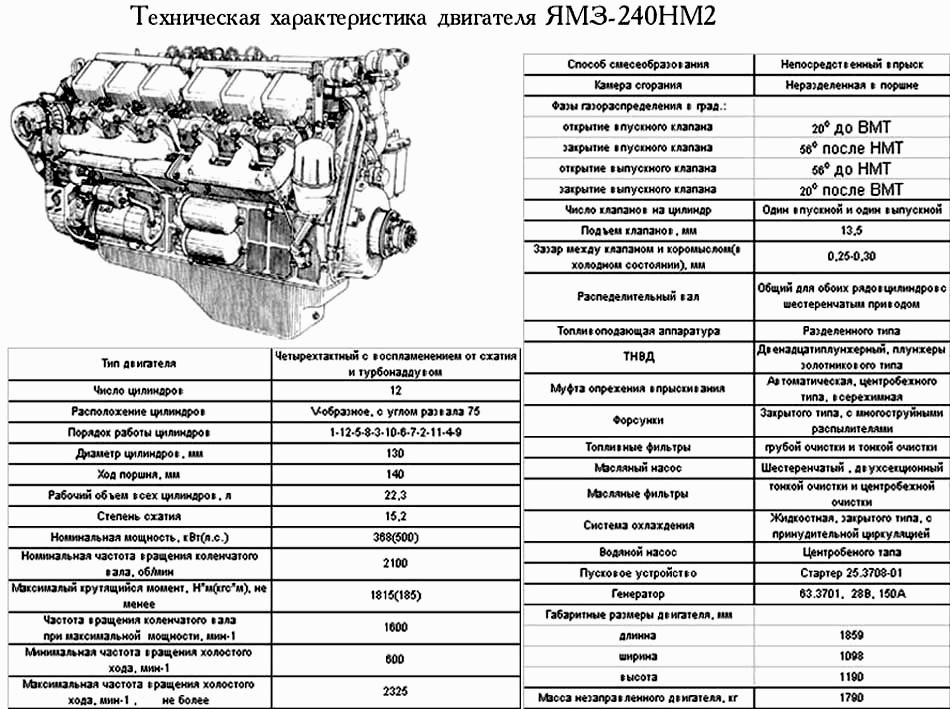 Техническая характеристика двигателя ЯМЗ-240НМ2
Тип двигателя Четырехтактный с воспламенением от сжатия
и турбонаддувом
Число цилиндров 12
Расположение цилиндров V-образное, с углом развала 75
Порядок работы цилиндров 1-12-5-8-3-10-6-7-2-11-4-9
Диаметр цилиндров, мм 130
Ход поршня, мм 140
Рабочий объем всех цилиндров, л 22,3
Степень сжатия 15,2
Номинальная мощность, кВт(л.с.) 368(500)
Номинальная частота вращения коленчатого
вала, об/мин 2100
Максималый крутящийся момент, Н*м(кгс*м), не
менее 1815(185)
Частота вращения коленчатого вала
при максимальной мощности, мин-1 1600
Минимальная частота вращения холостого
хода, мин-1 600
Максимальная частота вращения холостого
хода, мин-1 , не более 2325
Способ смесеобразования Непосредственный впрыск
Камера сгорания Неразделенная в поршне
Фазы газораспределения в град.:
открытие впускного клапана 20⁰ до ВМТ
закрытие впускного клапана 56⁰ после НМТ
открытие выпускного клапана 56⁰ до НМТ
закрытие выпускного клапана 20⁰ после ВМТ
Число клапанов на цилиндр Один впускной и один выпускной
Подъем клапанов, мм 13,5
Зазар между клапаном и коромыслом(в
холодном состоянии), мм 0,25-0,30
Распеделительный вал Общий для обоих рядовцилиндровс
шестеренчатым приводом
Топливоподающая аппаратура Разделенного типа
ТНВД Двенадцатиплунжерный, плунжеры
золотникового типа
Муфта опрежения впрыскивания Автоматическая, центробежного
типа, всережимная
Форсунки Закрытого типа, с многоструйными
распылителями
Топливные фильтры грубой очистки и тонкой очистки
Масляный насос Шестеренчатый , двухсекционный
Масляные фильтры тонкой очистки и центробежной
очистки
Система охлаждения Жидкостная, закрытого типа, с
принудительной циркуляцией
Водяной насос Центробеного тапа
Пусковое устройство Стартер 25.3708-01
Генератор 63.3701, 28В, 150А
Габаритные размеры двигателя, мм
длинна 1859
ширина 1098
высота 1190
Масса незаправленного двигателя, кг 1790